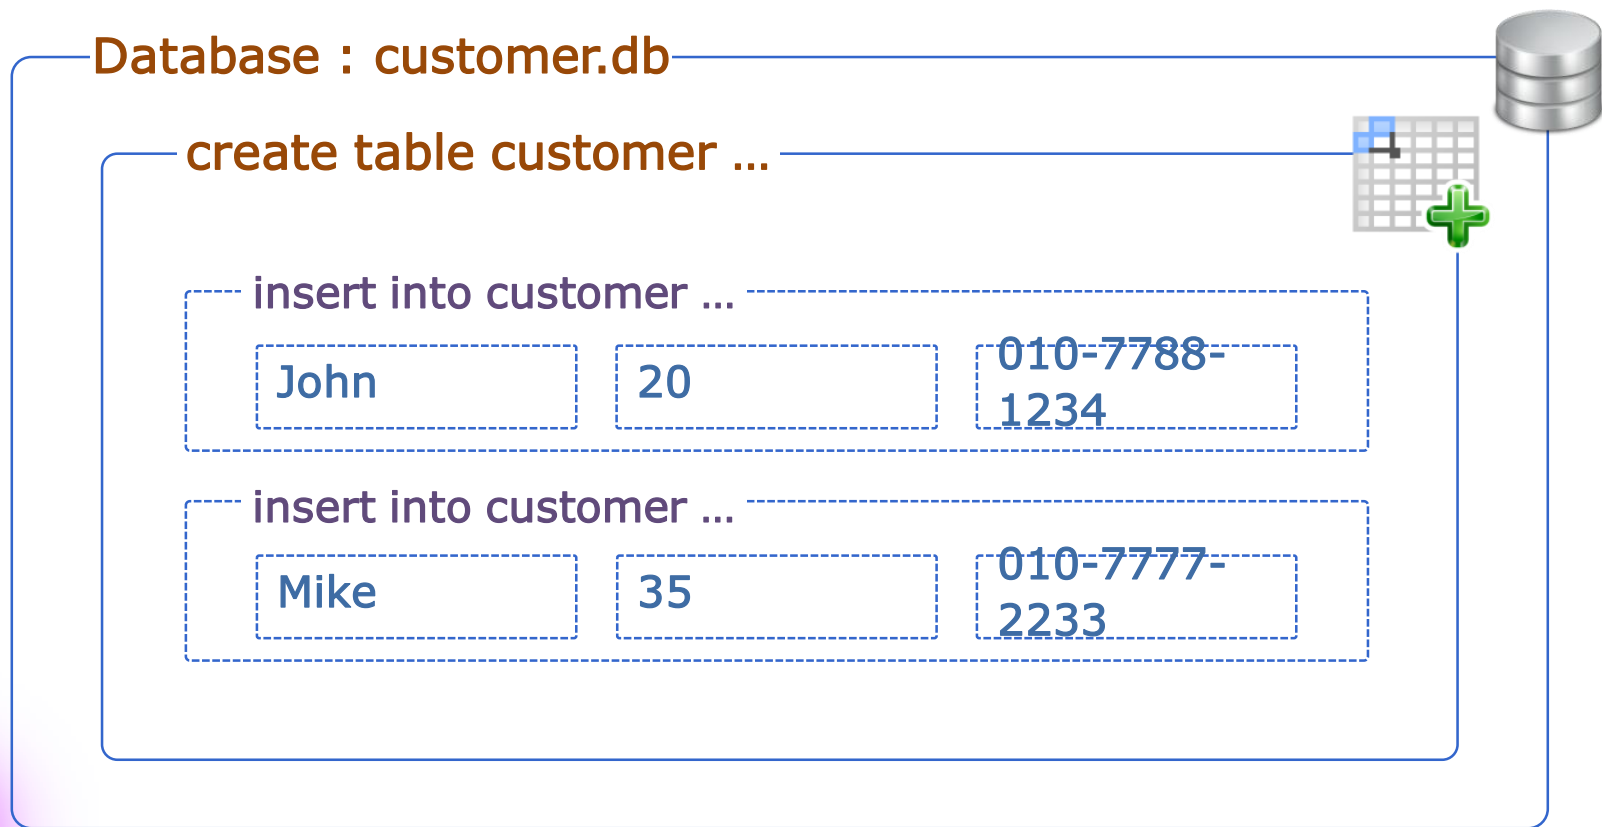 Database : customer.db
create table customer ...
insert into customer ...
John
20
010-7788-
1234
insert into customer ...
Mike
35
010-7777-
2233